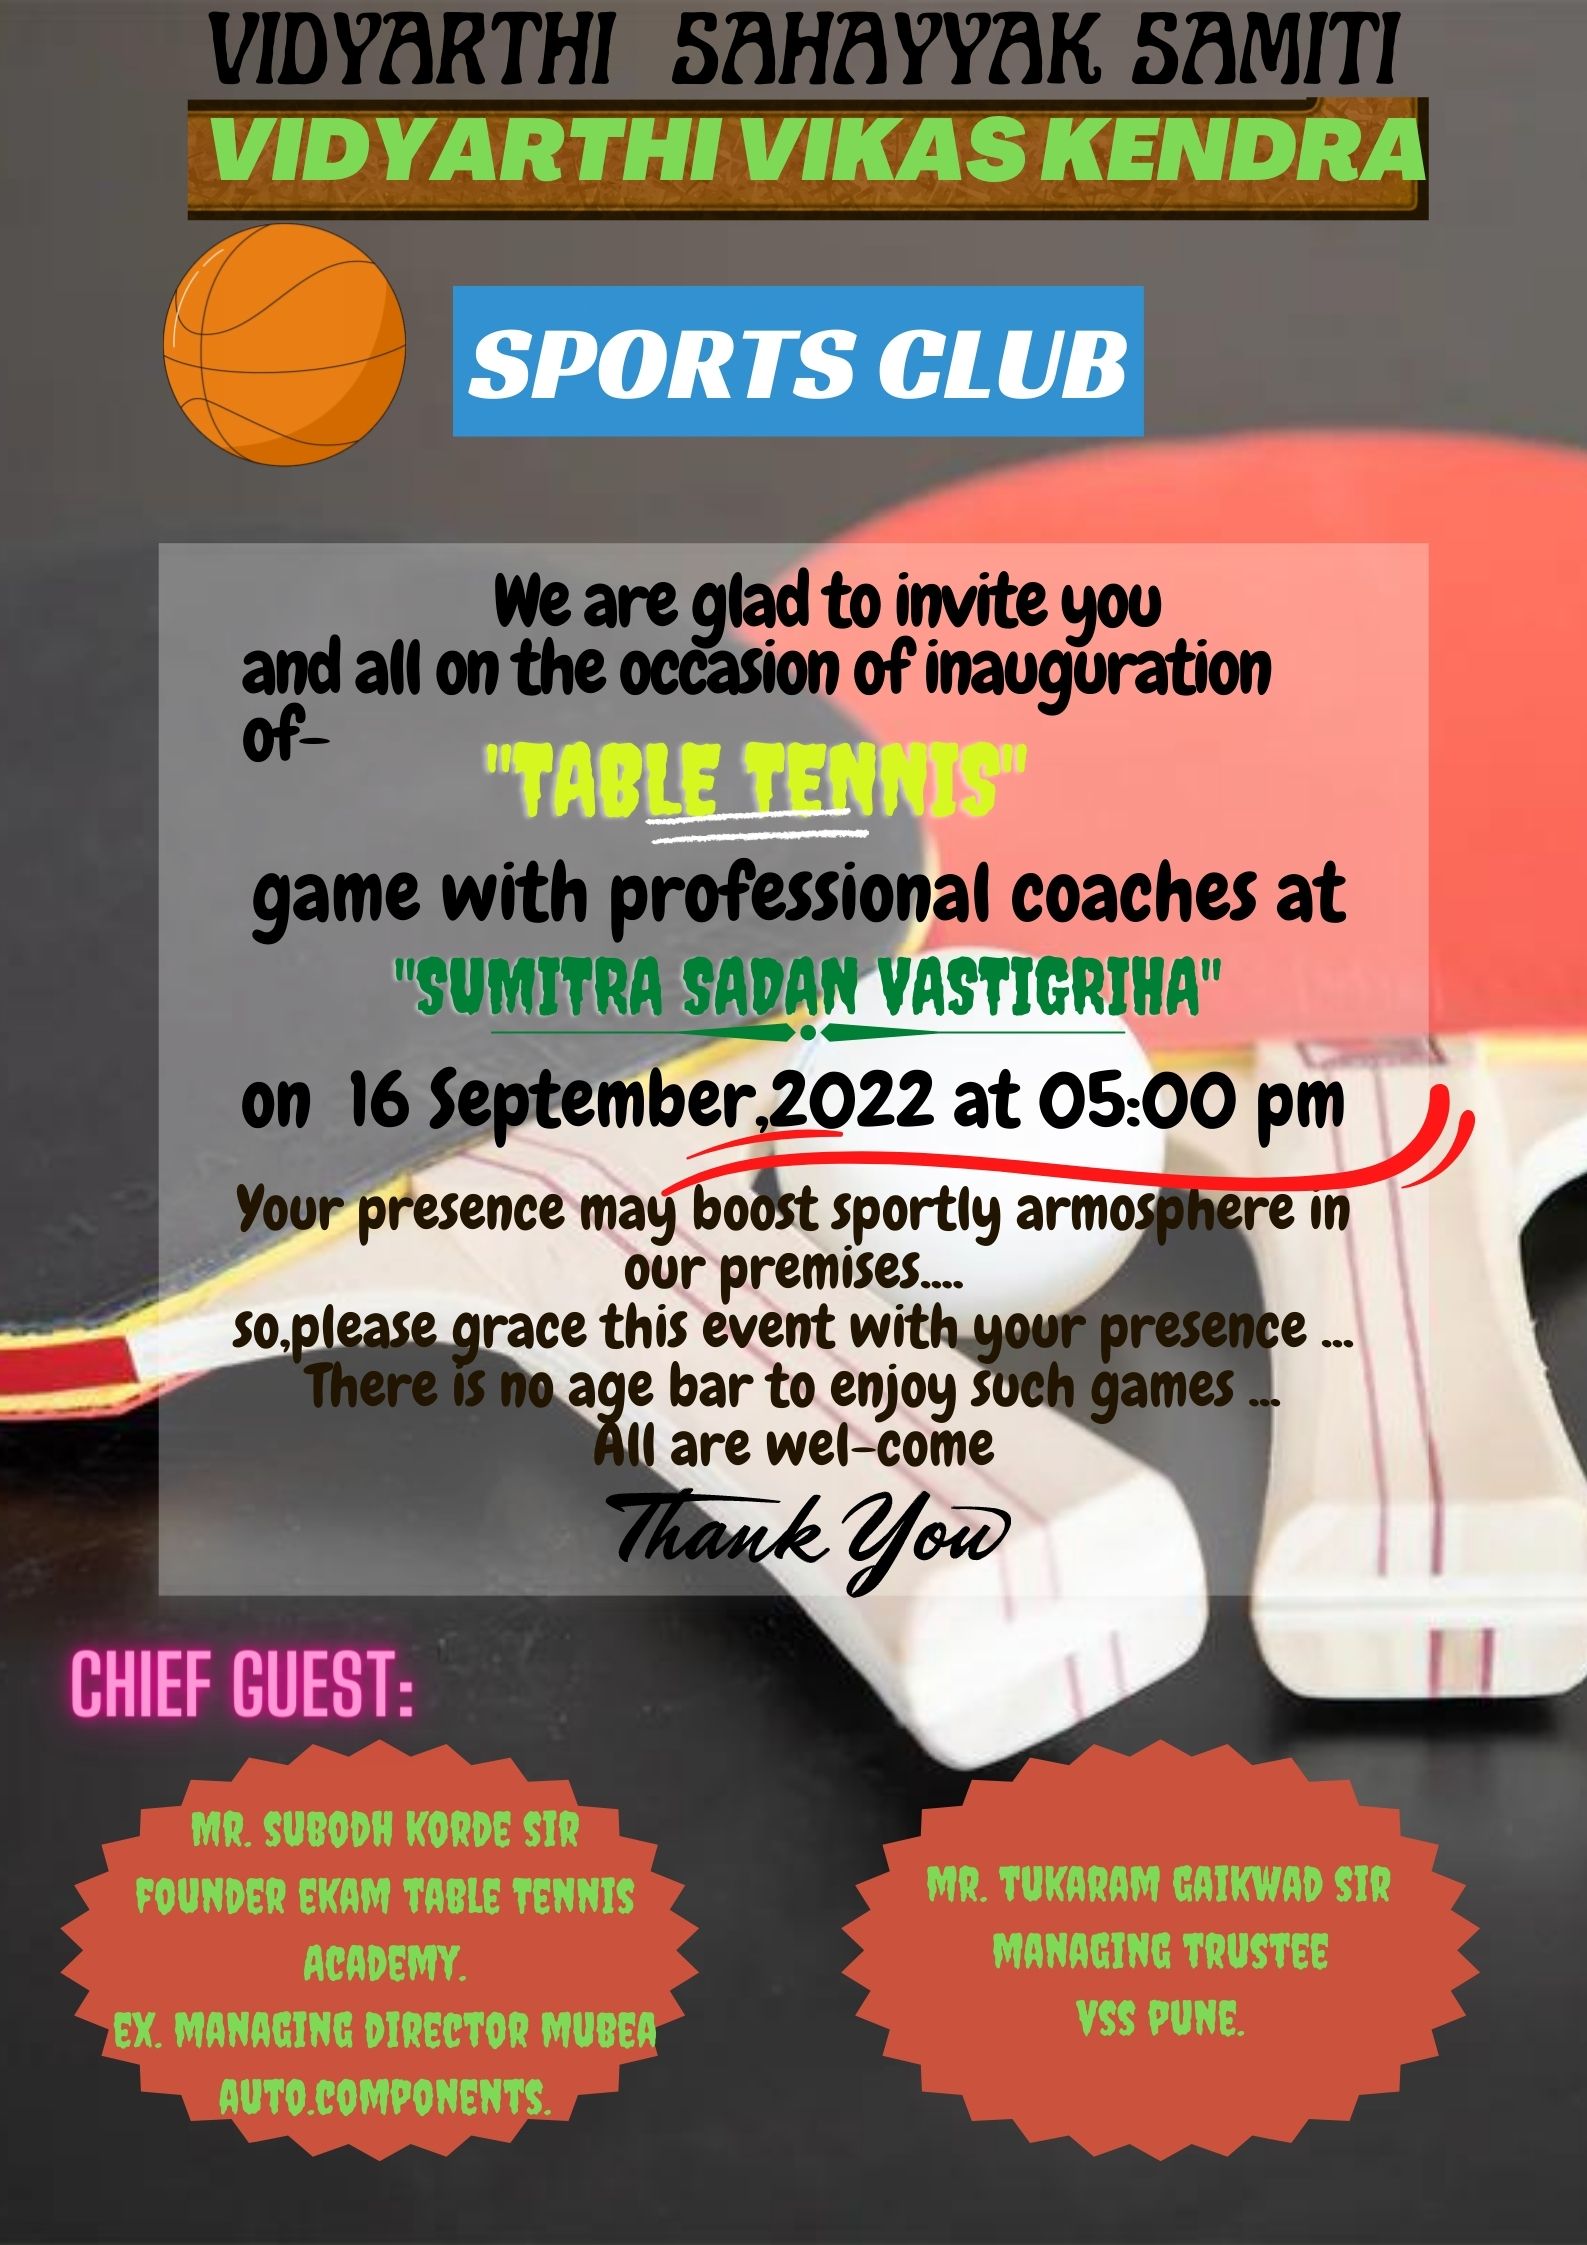 VIDYARTHI SAHAYYAK SAMITI
VIDYARTHI VIKAS KENDRA
SPORTS CLUB
We are glad to invite you
and all on the occasion of inauguration
of-
"TABLE TENNIS"
game with professional coaches at
"SUMITRA SADAN VASTIGRIHA"
on 16 September,2022 at 05:00 pm
Your presence may boost sportly armosphere in
our premises....
so,please grace this event with your presence ...
There is no age bar to enjoy such games ...
All are wel-come
Thank You
CHIEF GUEST:
MR. SUBODH KORDE SIR
FOUNDER EKAM TABLE TENNIS
ACADEMY.
EX. MANAGING DIRECTOR MUBEA
AUTO.COMPONENTS.
MR. TUKARAM GAIKWAD SIR
MANAGING TRUSTEE
VSS PUNE.